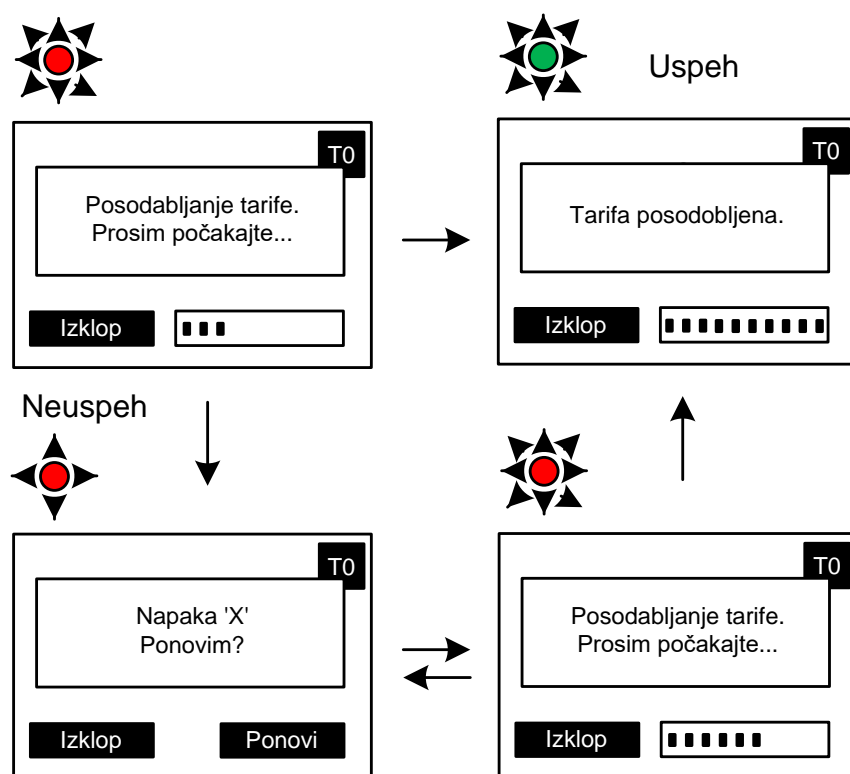 Uspeh
T0
Posodabljanje tarife.
Prosim počakajte...
Izklop
T0
Tarifa posodobljena.
Izklop
Neuspeh
T0
Napaka 'X'
Ponovim?
Izklop
Ponovi
T0
Posodabljanje tarife.
Prosim počakajte...
Izklop